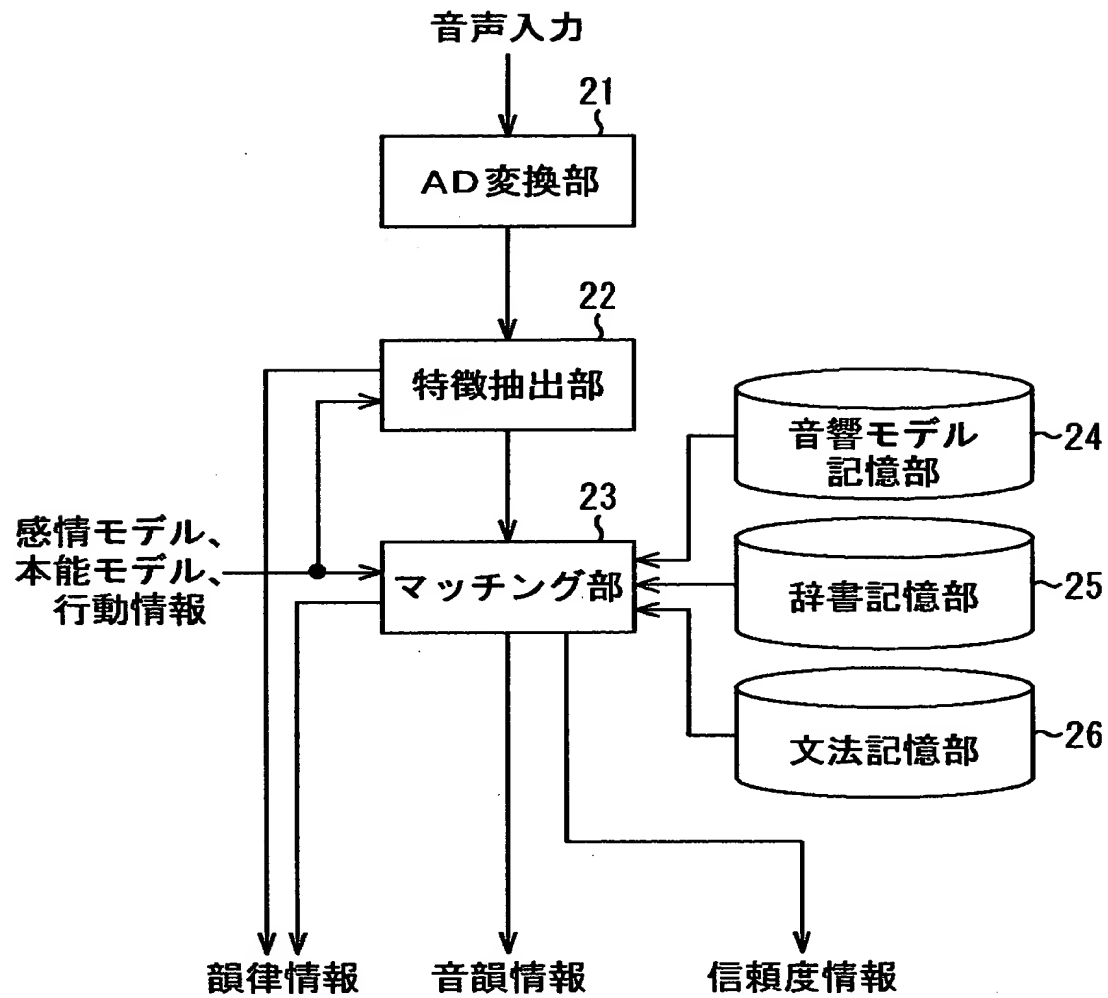 音声入力
21
AD変換部
22
特徴抽出部
音響モデル
記憶部
24
23
感情モデル、
本能モデル、
行動情報
マッチング部
辞書記憶部
25
文法記憶部
26
韻律情報
音韻情報
信頼度情報